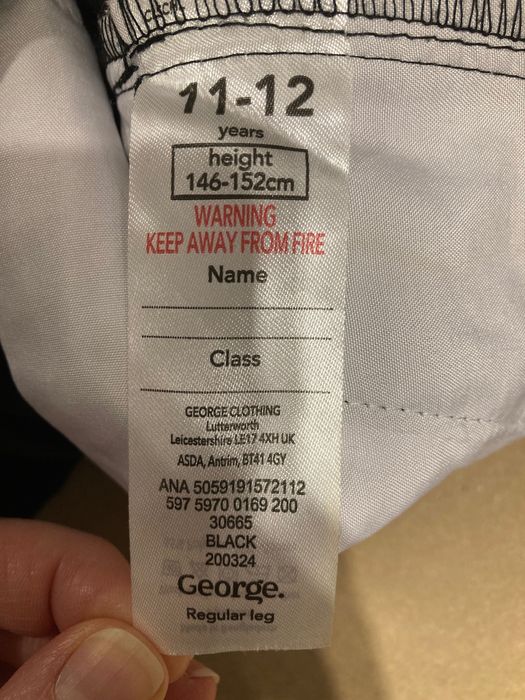 11-12
years
height
146-152cm
WARNING
KEEP AWAY FROM FIRE
Name
Class
GEORGE CLOTHING
Lutterworth
Leicestershire LE17 4XH UK
ASDA, Antrim, BT41 4GY
ANA 5059191572112
597 5970 0169 200
30665
BLACK
200324
George.
Regular leg